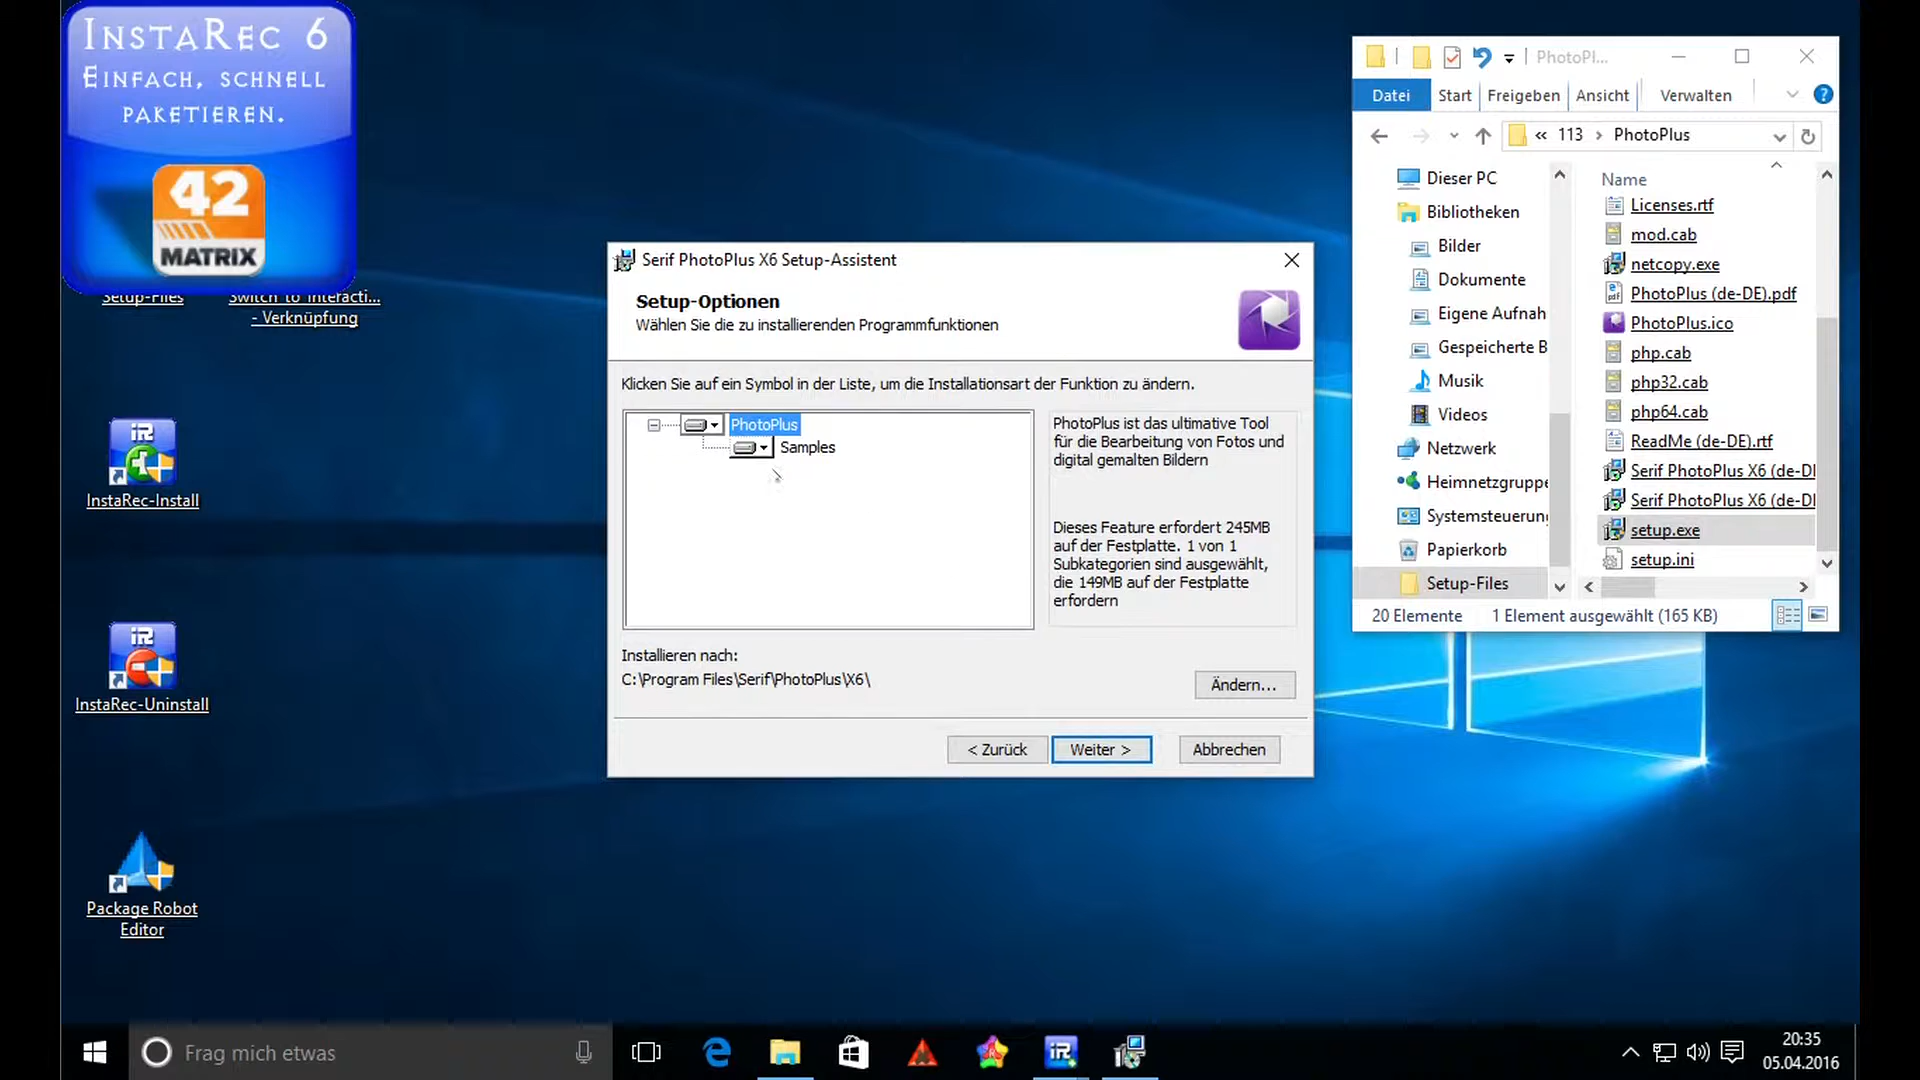 INSTAREC 6
EINFACH, SCHNELL
PAKETIEREN.
42
MATRIX
Setup-Files
Switch to Interacti...
- Verknüpfung
InstaRec-Install
InstaRec-Uninstall
Package Robot
Editor
Serif PhotoPlus X6 Setup-Assistent
Setup-Optionen
Wählen Sie die zu installierenden Programmfunktionen
Klicken Sie auf ein Symbol in der Liste, um die Installationsart der Funktion zu ändern.
PhotoPlus
Samples
PhotoPlus ist das ultimative Tool
für die Bearbeitung von Fotos und
digital gemalten Bildern
Dieses Feature erfordert 245MB
auf der Festplatte. 1 von 1
Subkategorien sind ausgewählt,
die 149MB auf der Festplatte
erfordern
Installieren nach:
C:\Program Files\Serif\PhotoPlus\X6\
Ändern...
< Zurück
Weiter >
Abbrechen
PhotoPl...
Datei
Start
Freigeben
Ansicht
Verwalten
« 113 > PhotoPlus
Dieser PC
Bibliotheken
Bilder
Dokumente
Eigene Aufnah
Gespeicherte B
Musik
Videos
Netzwerk
Heimnetzgruppe
Systemsteuerun
Papierkorb
Setup-Files
Name
Licenses.rtf
mod.cab
netcopy.exe
PhotoPlus (de-DE).pdf
PhotoPlus.ico
php.cab
php32.cab
php64.cab
ReadMe (de-DE).rtf
Serif PhotoPlus X6 (de-DI
Serif PhotoPlus X6 (de-DI
setup.exe
setup.ini
20 Elemente
1 Element ausgewählt (165 KB)
Frag mich etwas
iR
20:35
05.04.2016